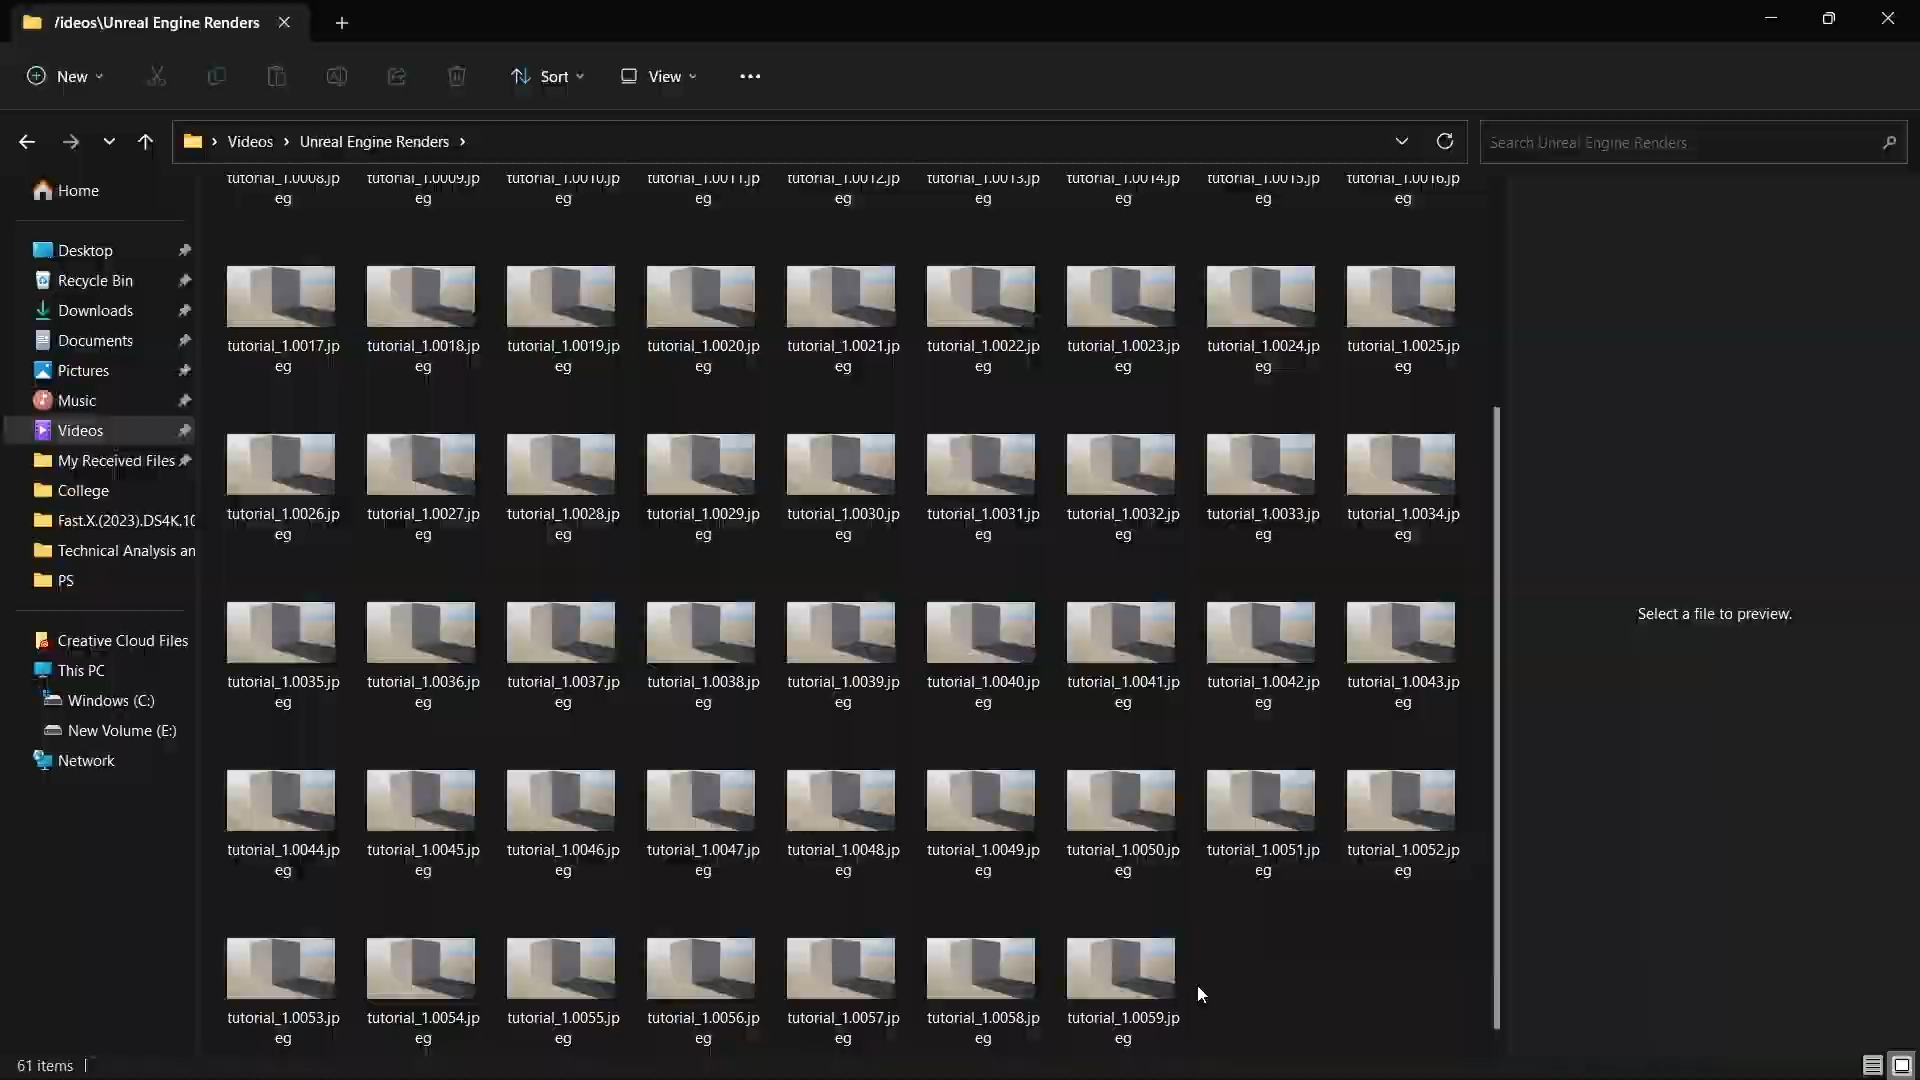 /ideos\Unreal Engine Renders
New
Sort
View
Videos
Unreal Engine Renders
Search Unreal Engine Renders
Home
Desktop
Recycle Bin
Downloads
Documents
Pictures
Music
Videos
My Received Files
College
Fast.X.(2023).DS4K.10
Technical Analysis an
PS
Creative Cloud Files
This PC
Windows (C:)
New Volume (E:)
Network
tutorial_1.0008.jp
eg
tutorial_1.0009.jp
eg
tutorial_1.0010.jp
eg
tutorial_1.0011.jp
eg
tutorial_1.0012.jp
eg
tutorial_1.0013.jp
eg
tutorial_1.0014.jp
eg
tutorial_1.0015.jp
eg
tutorial_1.0016.jp
eg
tutorial_1.0017.jp
eg
tutorial_1.0018.jp
eg
tutorial_1.0019.jp
eg
tutorial_1.0020.jp
eg
tutorial_1.0021.jp
eg
tutorial_1.0022.jp
eg
tutorial_1.0023.jp
eg
tutorial_1.0024.jp
eg
tutorial_1.0025.jp
eg
tutorial_1.0026.jp
eg
tutorial_1.0027.jp
eg
tutorial_1.0028.jp
eg
tutorial_1.0029.jp
eg
tutorial_1.0030.jp
eg
tutorial_1.0031.jp
eg
tutorial_1.0032.jp
eg
tutorial_1.0033.jp
eg
tutorial_1.0034.jp
eg
tutorial_1.0035.jp
eg
tutorial_1.0036.jp
eg
tutorial_1.0037.jp
eg
tutorial_1.0038.jp
eg
tutorial_1.0039.jp
eg
tutorial_1.0040.jp
eg
tutorial_1.0041.jp
eg
tutorial_1.0042.jp
eg
tutorial_1.0043.jp
eg
tutorial_1.0044.jp
eg
tutorial_1.0045.jp
eg
tutorial_1.0046.jp
eg
tutorial_1.0047.jp
eg
tutorial_1.0048.jp
eg
tutorial_1.0049.jp
eg
tutorial_1.0050.jp
eg
tutorial_1.0051.jp
eg
tutorial_1.0052.jp
eg
tutorial_1.0053.jp
eg
tutorial_1.0054.jp
eg
tutorial_1.0055.jp
eg
tutorial_1.0056.jp
eg
tutorial_1.0057.jp
eg
tutorial_1.0058.jp
eg
tutorial_1.0059.jp
eg
Select a file to preview.
61 items